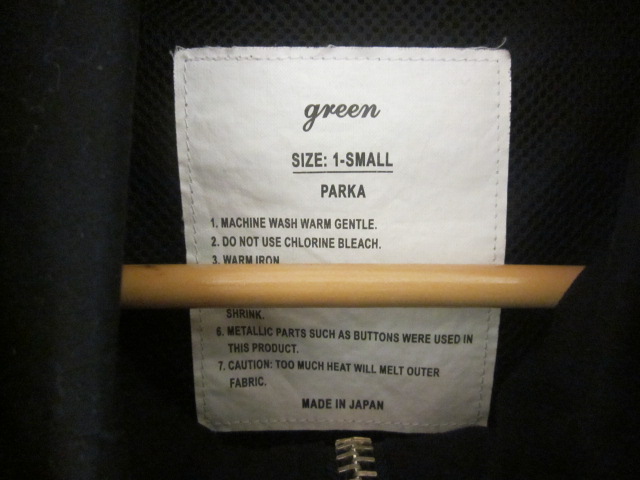 green
SIZE: 1-SMALL
PARKA
1. MACHINE WASH WARM GENTLE.
2. DO NOT USE CHLORINE BLEACH.
3. WARM IRON
SHRINK.
6. METALLIC PARTS SUCH AS BUTTONS WERE USED IN
THIS PRODUCT.
7. CAUTION: TOO MUCH HEAT WILL MELT OUTER
FABRIC.
MADE IN JAPAN